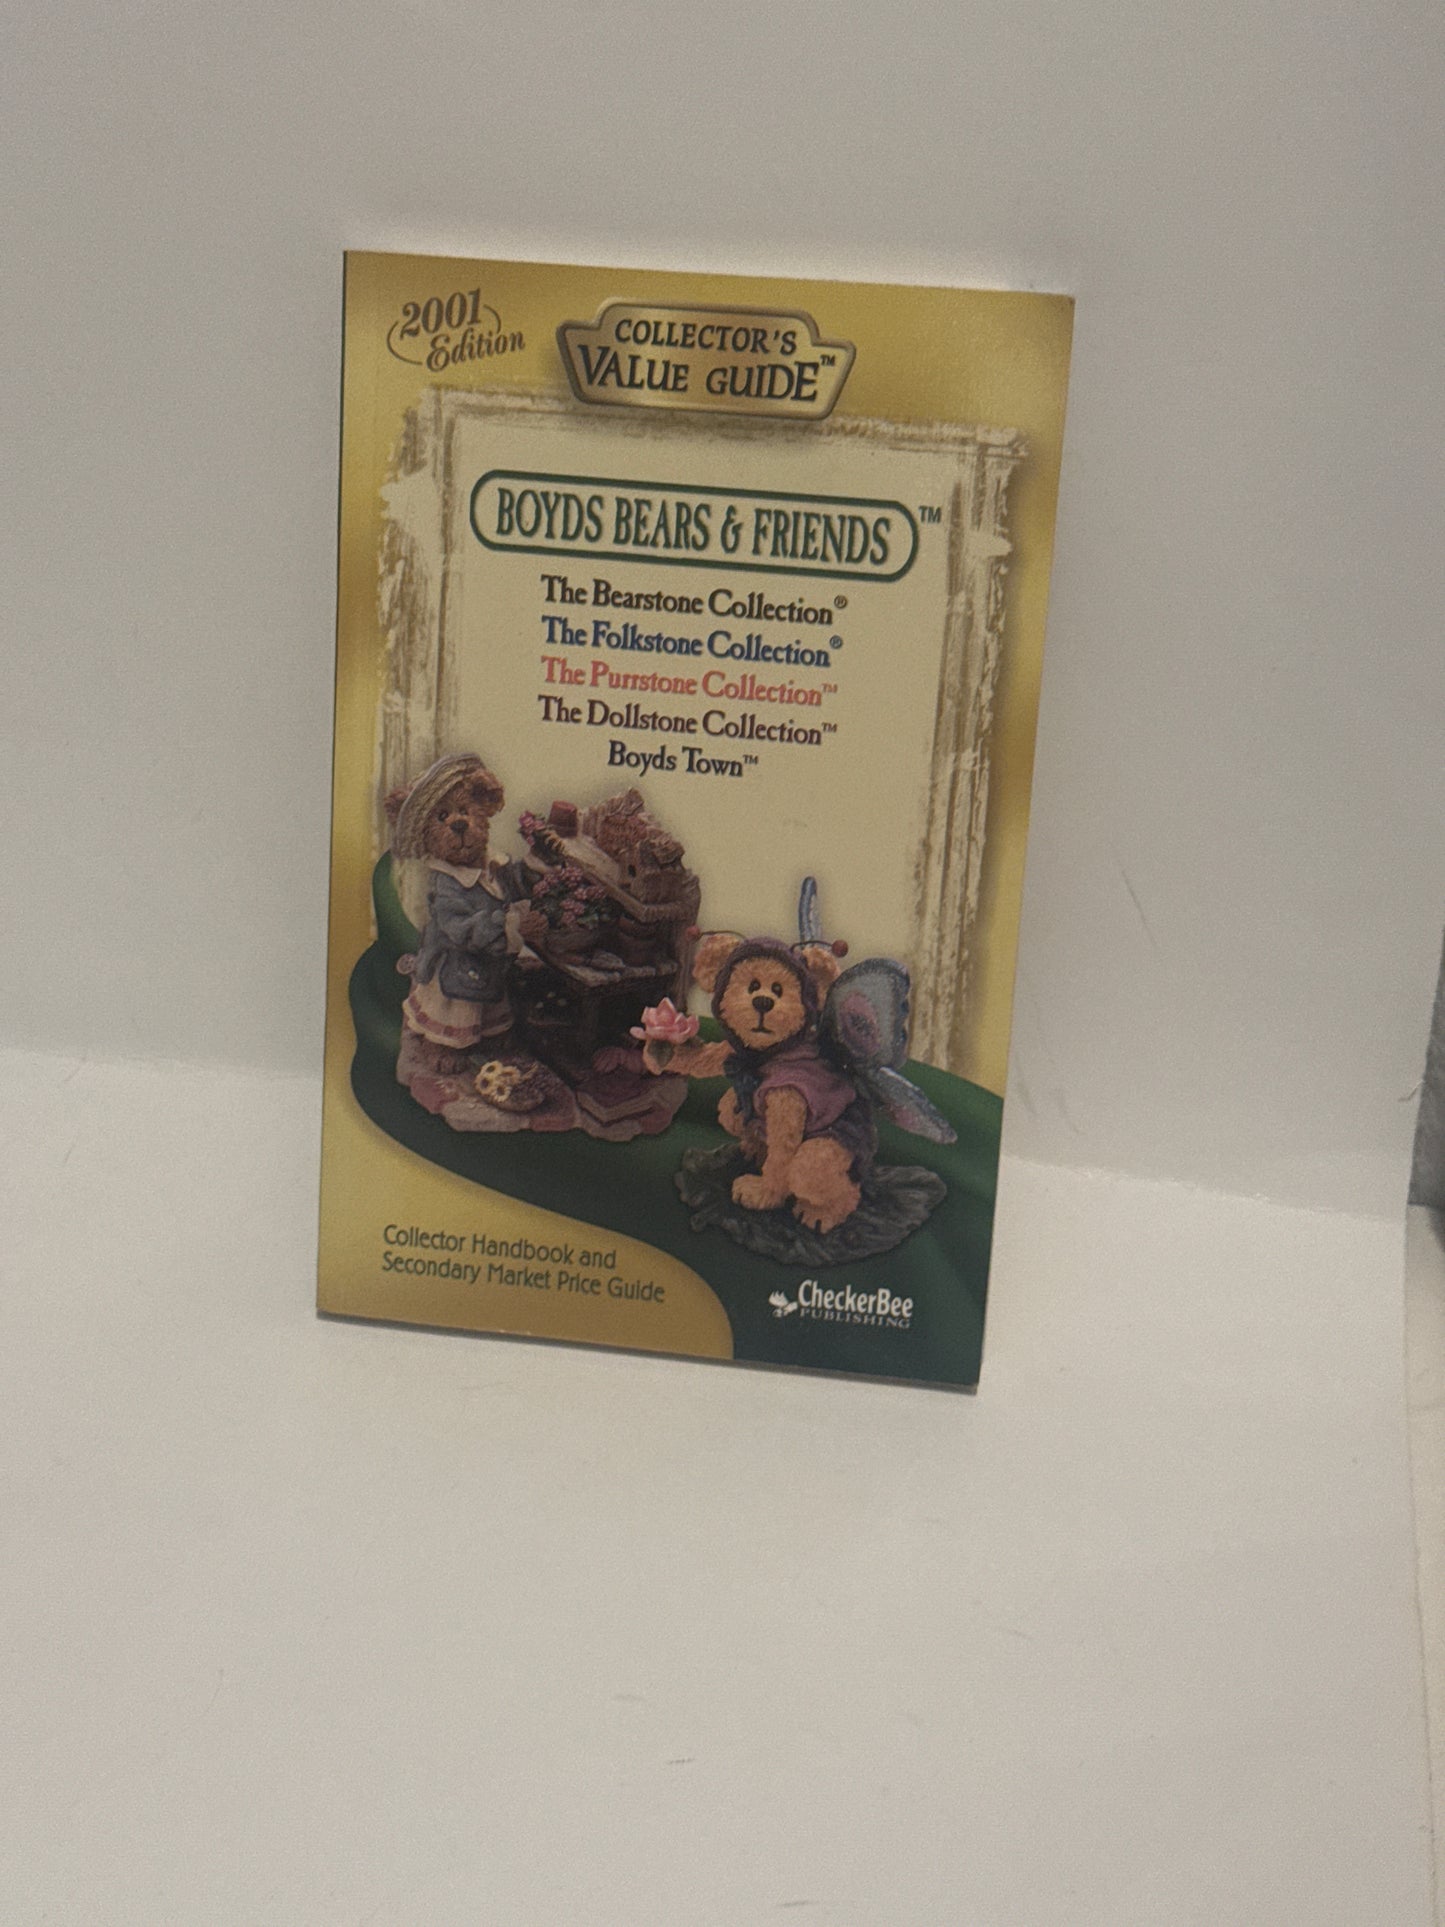 2001
Edition
COLLECTOR'S
VALUE GUIDE™
BOYDS BEARS & FRIENDS™
The Bearstone Collection®
The Folkstone Collection®
The Purrstone Collection™
The Dollstone Collection™
Boyds Town™
Collector Handbook and
Secondary Market Price Guide
CheckerBee
PUBLISHING